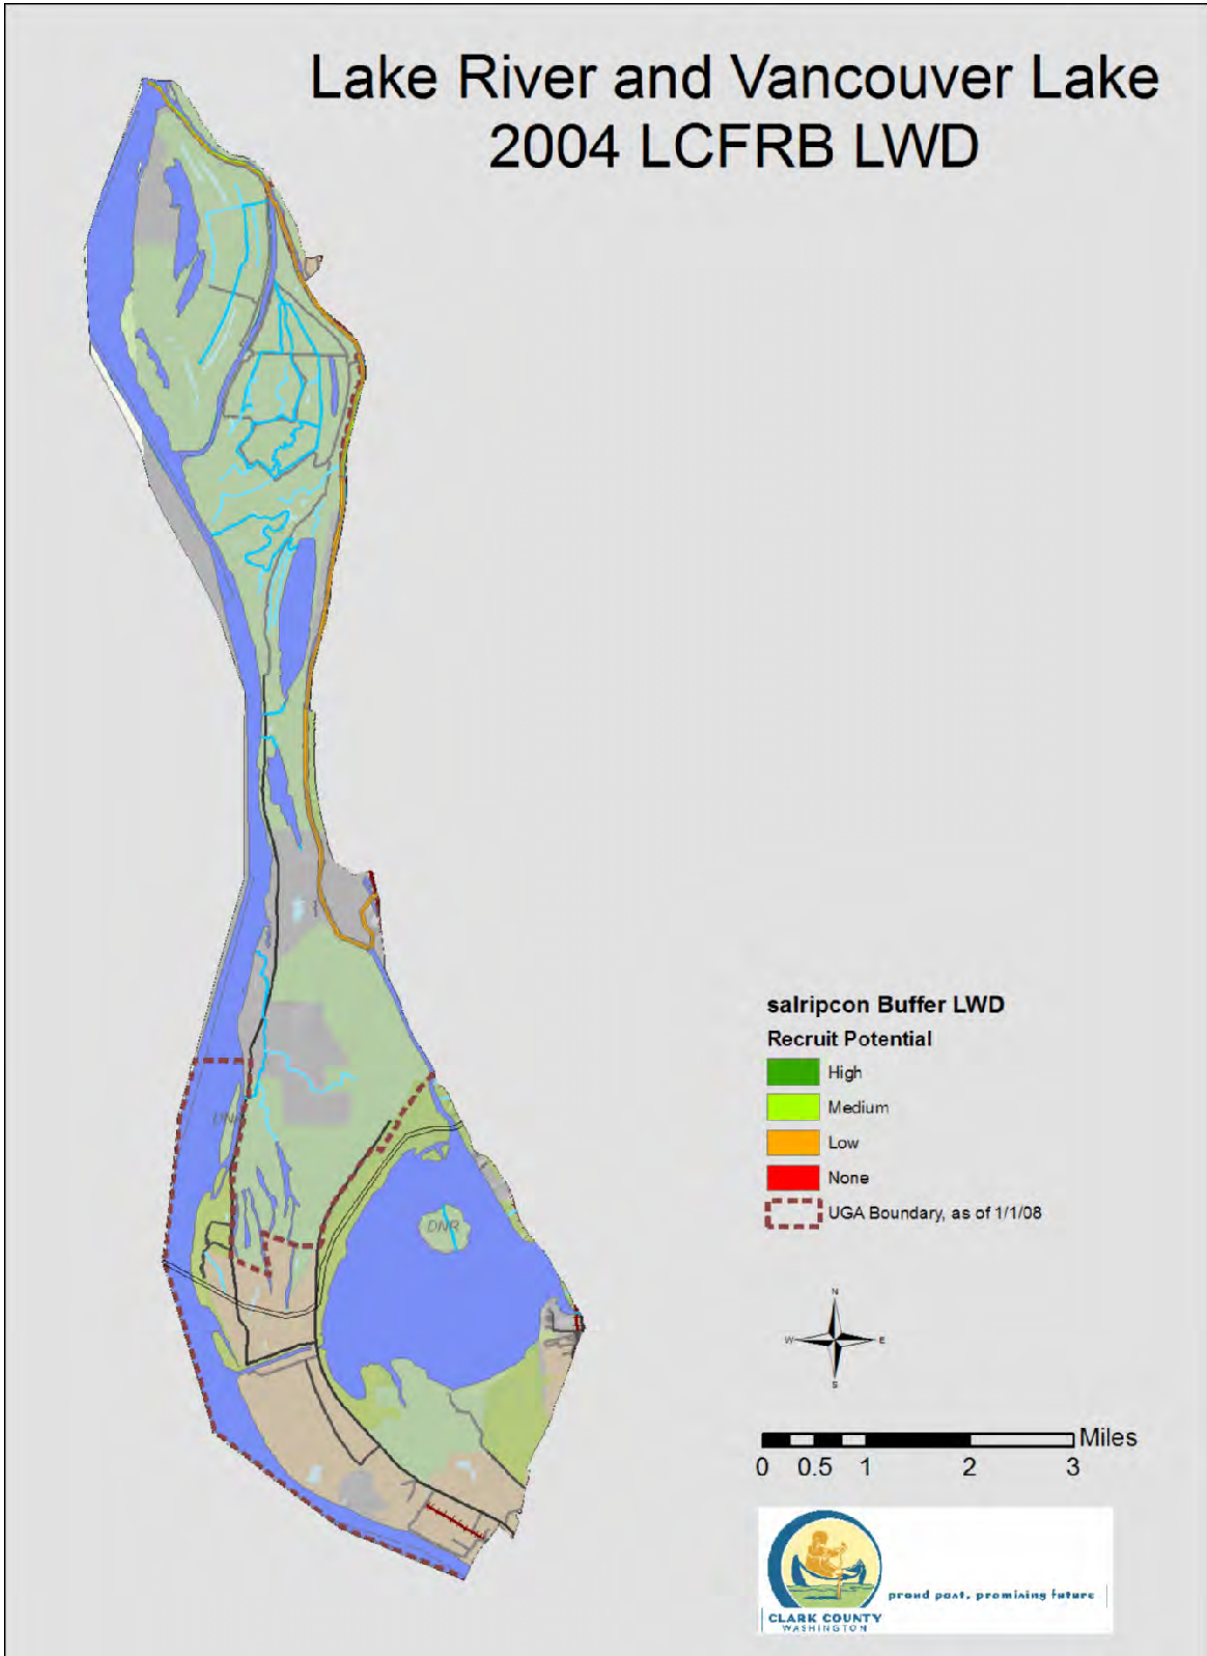 Lake River and Vancouver Lake
2004 LCFRB LWD
DNR
salripcon Buffer LWD
Recruit Potential
High
Medium
Low
None
UGA Boundary, as of 1/1/08
DNR
N
W E
S
Miles
0 0.5 1 2 3
proud past, promising future
CLARK COUNTY
WASHINGTON